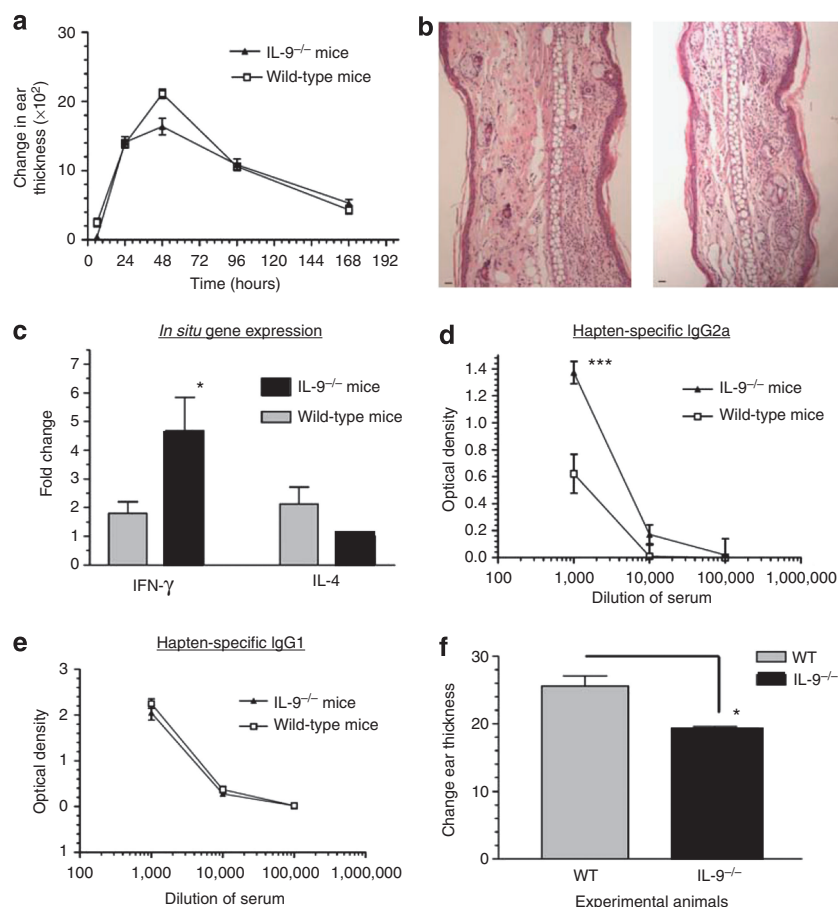 a
30
20
10
0
Change in ear
thickness (×10²)
IL-9–/– mice
Wild-type mice
0 24 48 72 96 120 144 168 192
Time (hours)
b
c
In situ gene expression
7
6
5
4
3
2
1
0
Fold change
*
IL-9–/– mice
Wild-type mice
IFN-γ IL-4
d
Hapten-specific IgG2a
1.4
1.2
1.0
0.8
0.6
0.4
0.2
0.0
Optical density
***
IL-9–/– mice
Wild-type mice
100 1,000 10,000 100,000 1,000,000
Dilution of serum
e
Hapten-specific IgG1
3
2
1
0
1
Optical density
IL-9–/– mice
Wild-type mice
100 1,000 10,000 100,000 1,000,000
Dilution of serum
f
30
20
10
0
Change ear thickness
WT
IL-9–/–
*
WT IL-9–/–
Experimental animals